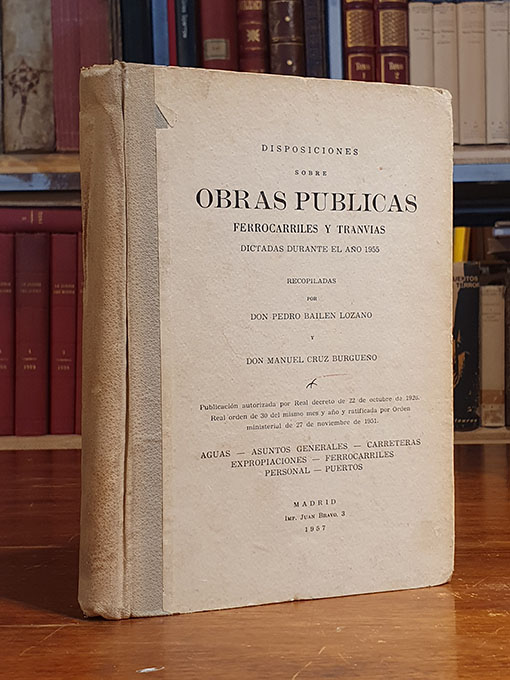 DISPOSICIONES
SOBRE
OBRAS PUBLICAS
FERROCARRILES Y TRANVIAS
DICTADAS DURANTE EL AÑO 1955
RECOPILADAS
POR
DON PEDRO BAILEN LOZANO
Y
DON MANUEL CRUZ BURGUEÑO
Publicación autorizada por Real decreto de 22 de octubre de 1926.
Real orden de 30 del mismo mes y año y ratificada por Orden
ministerial de 27 de noviembre de 1951.
AGUAS — ASUNTOS GENERALES — CARRETERAS
EXPROPIACIONES — FERROCARRILES
PERSONAL — PUERTOS
MADRID
IMP. JUAN BRAVO, 3
1957